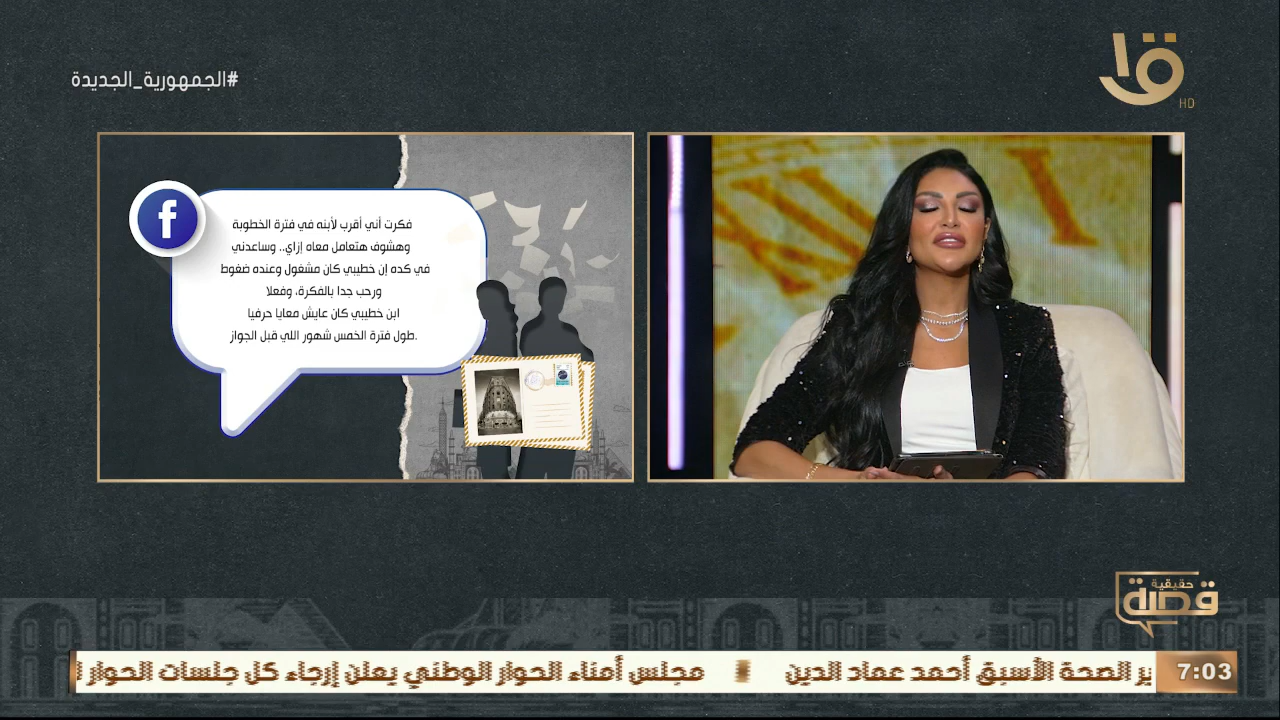 #الجمهورية_الجديدة
HD
f
فكرت أني أقرب لأبنه في فترة الخطوبة
وهشوف هتعامل معاه إزاي.. وساعدني
في كده إن خطيبي كان مشغول وعنده ضغوط
ورحب جدا بالفكرة، وفعلا
ابن خطيبي كان عايش معايا حرفيا
طول فترة الخمس شهور اللي قبل الجواز.
قصة
حقيقية
ير الصحة الأسبق أحمد عماد الدين
مجلس أمناء الحوار الوطني يعلن إرجاء كل جلسات الحوار
7:03